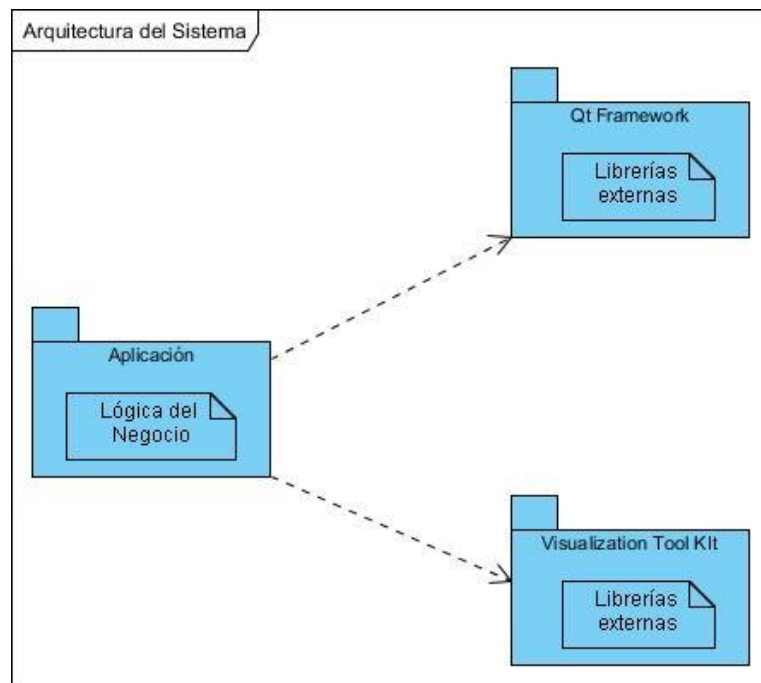 Arquitectura del Sistema
Qt Framework
Librerías
externas
Aplicación
Lógica del
Negocio
Visualization Tool KIt
Librerías
externas